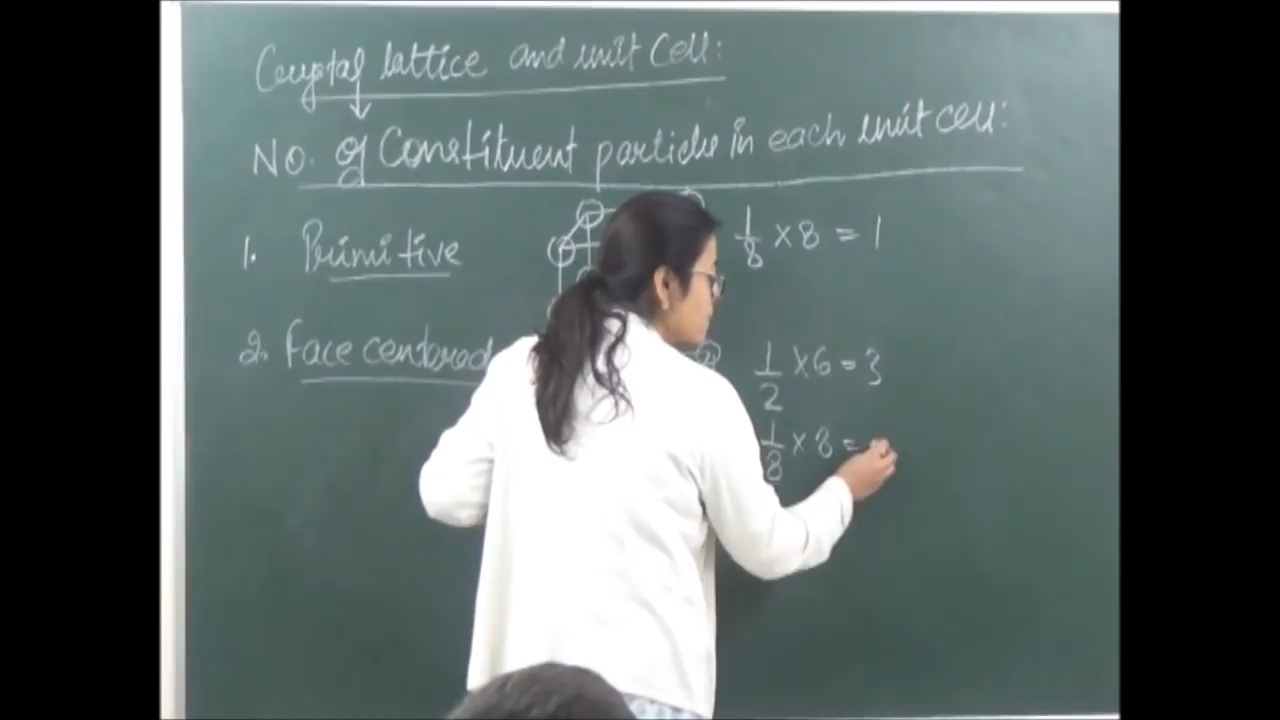 Crystal lattice and unit Cell:
No. of Constituent particle in each unit cell:
1. Primitive 1/8 × 8 = 1
2. Face centered 1/2 × 6 = 3
1/8 × 8 =